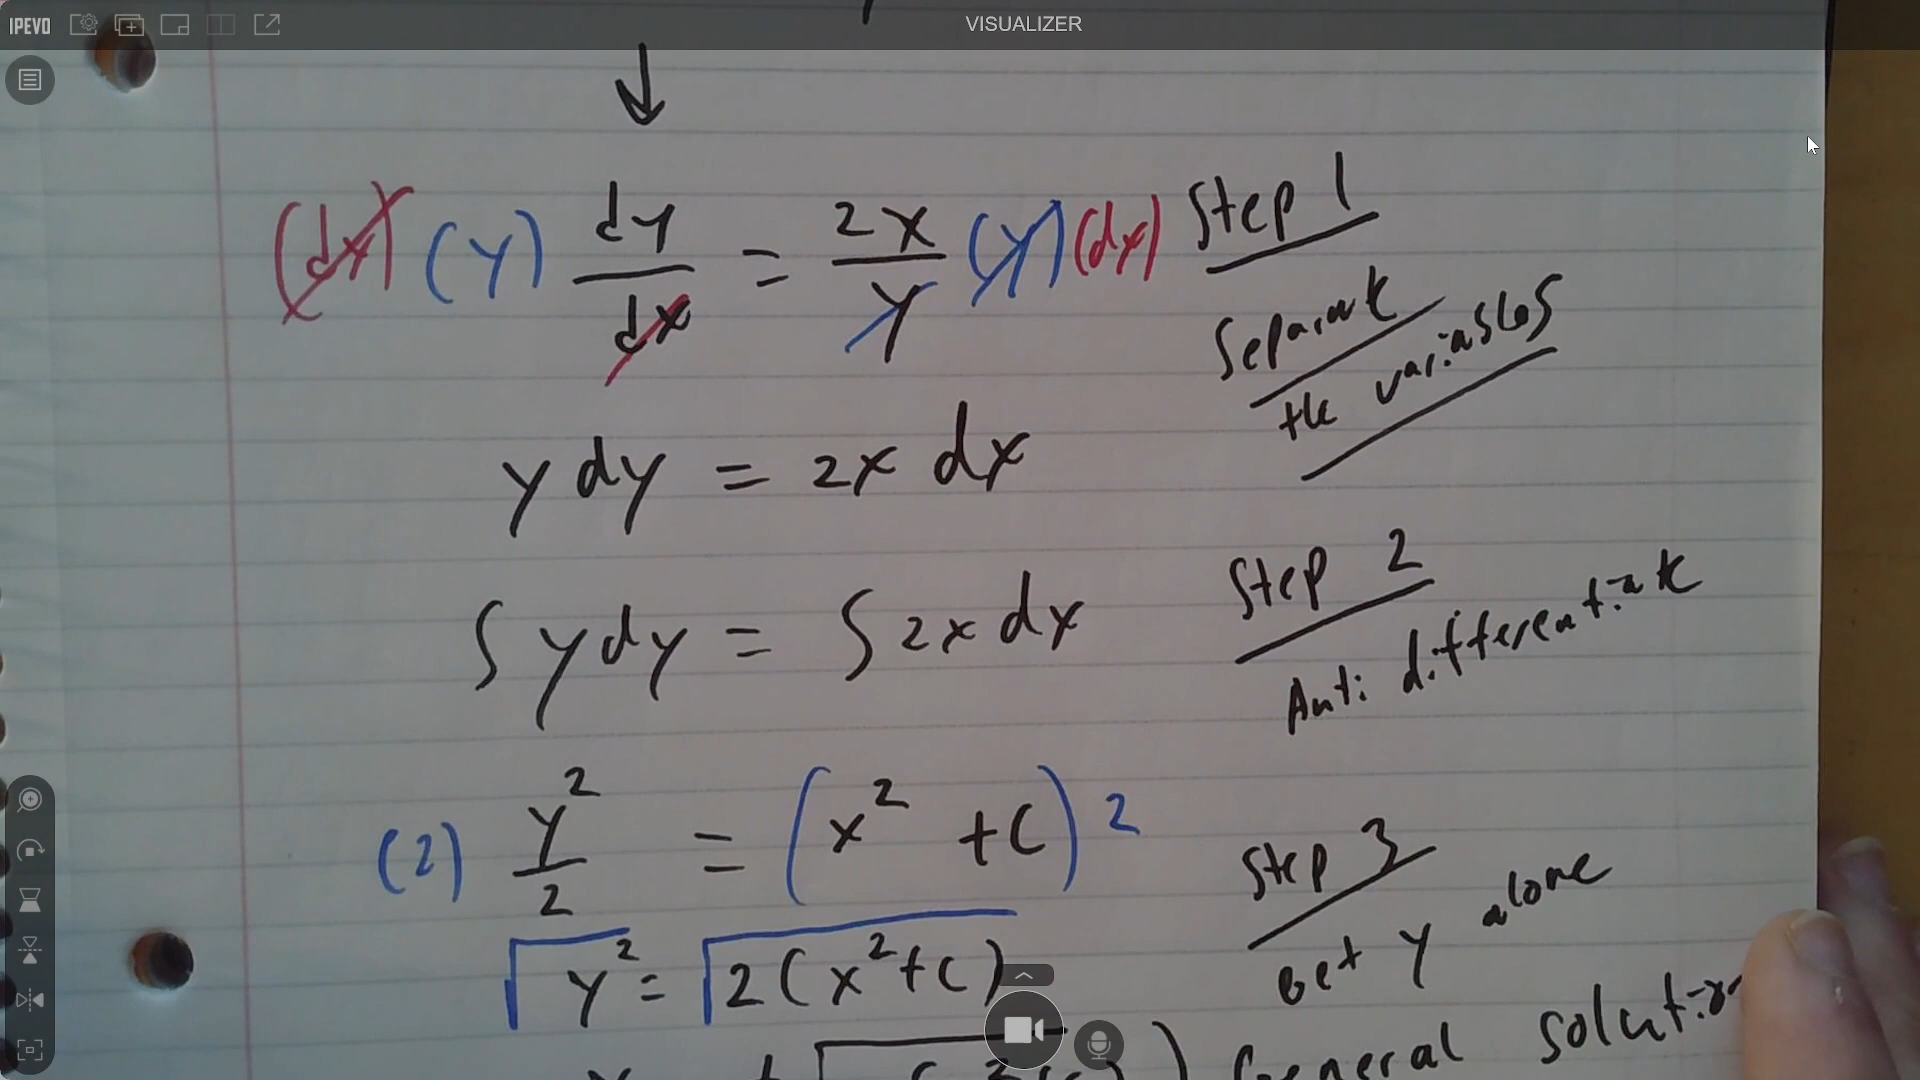 IPEVO
VISUALIZER
(dx) (y) dy/dx = 2x/y (y) (dx)
Step 1
Separate
the variables
y dy = 2x dx
∫ y dy = ∫ 2x dx
Step 2
Anti differentiate
(2) y²/2 = (x² + C) 2
Step 3
Get y alone
√y² = √2(x²+C)
General solution